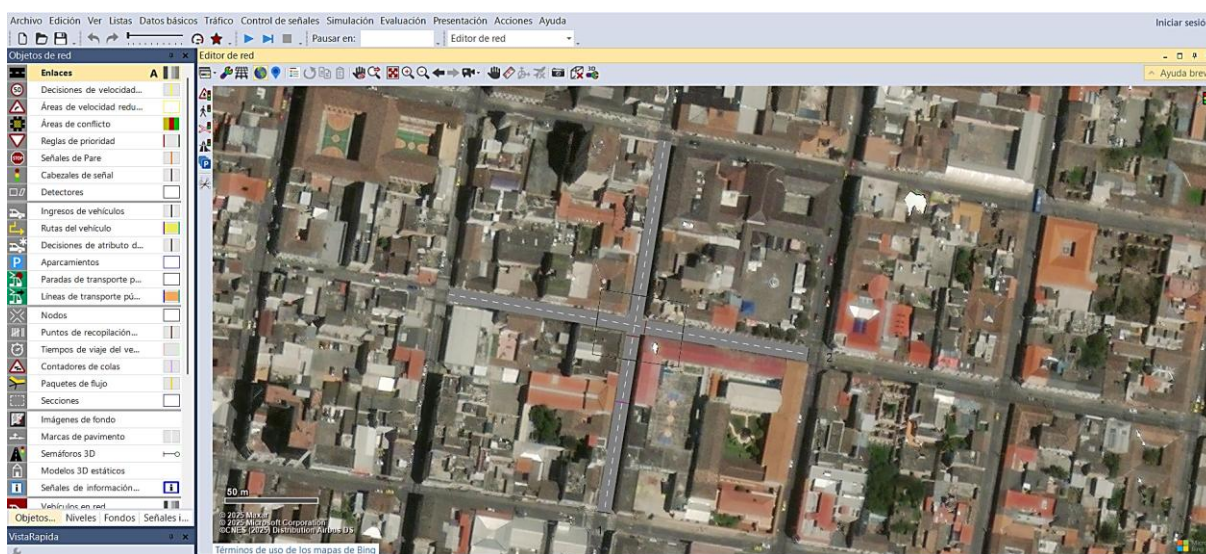 Archivo Edición Ver Listas Datos básicos Tráfico Control de señales Simulación Evaluación Presentación Acciones Ayuda
Iniciar sesió
Pausar en:
Editor de red
Objetos de red
Editor de red
Enlaces A
Ayuda brev
50 Decisiones de velocidad...
Áreas de velocidad redu...
Áreas de conflicto
Reglas de prioridad
STOP Señales de Pare
Cabezales de señal
Detectores
Ingresos de vehículos
Rutas del vehículo
Decisiones de atributo d...
P Aparcamientos
Paradas de transporte p...
Líneas de transporte pú...
Nodos
Puntos de recopilación...
Tiempos de viaje del ve...
2
Contadores de colas
Paquetes de flujo
Secciones
Imágenes de fondo
Marcas de pavimento
Semáforos 3D
Modelos 3D estáticos
Señales de información...
50 m
Vehículos en red
© 2025 Maxar
Objetos... Niveles Fondos Señales i...
© 2025 Microsoft Corporation
©CNES (2025) Distribution Airbus DS
1
VistaRapida
Términos de uso de los mapas de Bing